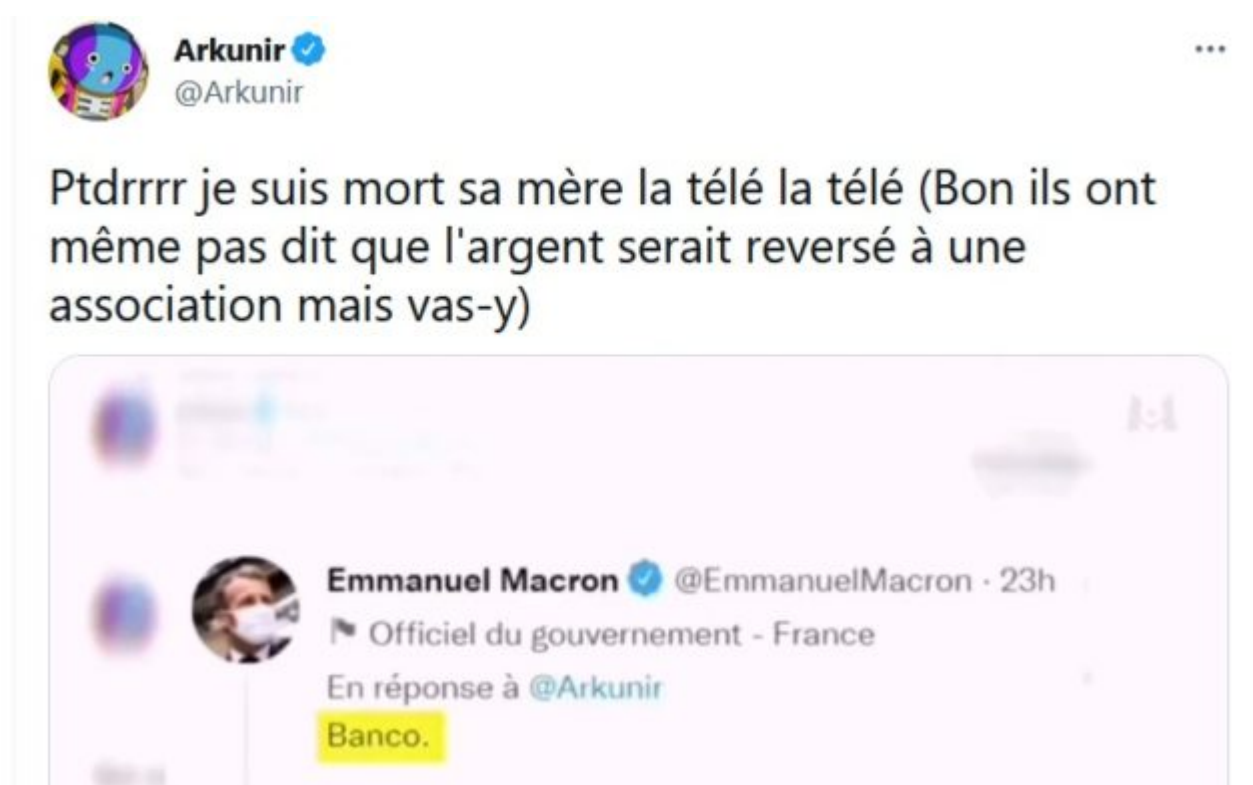 Arkunir
@Arkunir
Ptdrrrr je suis mort sa mère la télé la télé (Bon ils ont
même pas dit que l'argent serait reversé à une
association mais vas-y)
Emmanuel Macron @EmmanuelMacron · 23h
Officiel du gouvernement - France
En réponse à @Arkunir
Banco.